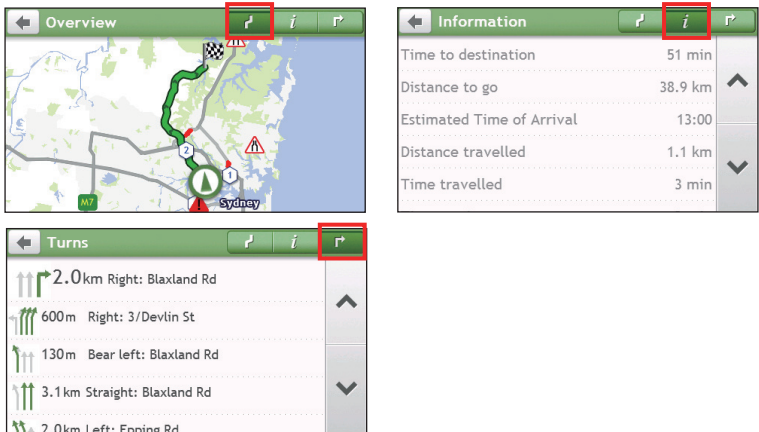 Overview
i
2
1
M7
Sydney
Information
i
Time to destination 51 min
Distance to go 38.9 km
Estimated Time of Arrival 13:00
Distance travelled 1.1 km
Time travelled 3 min
Turns
i
2.0km Right: Blaxland Rd
600m Right: 3/Devlin St
130m Bear left: Blaxland Rd
3.1km Straight: Blaxland Rd
2.0km Left: Epping Rd